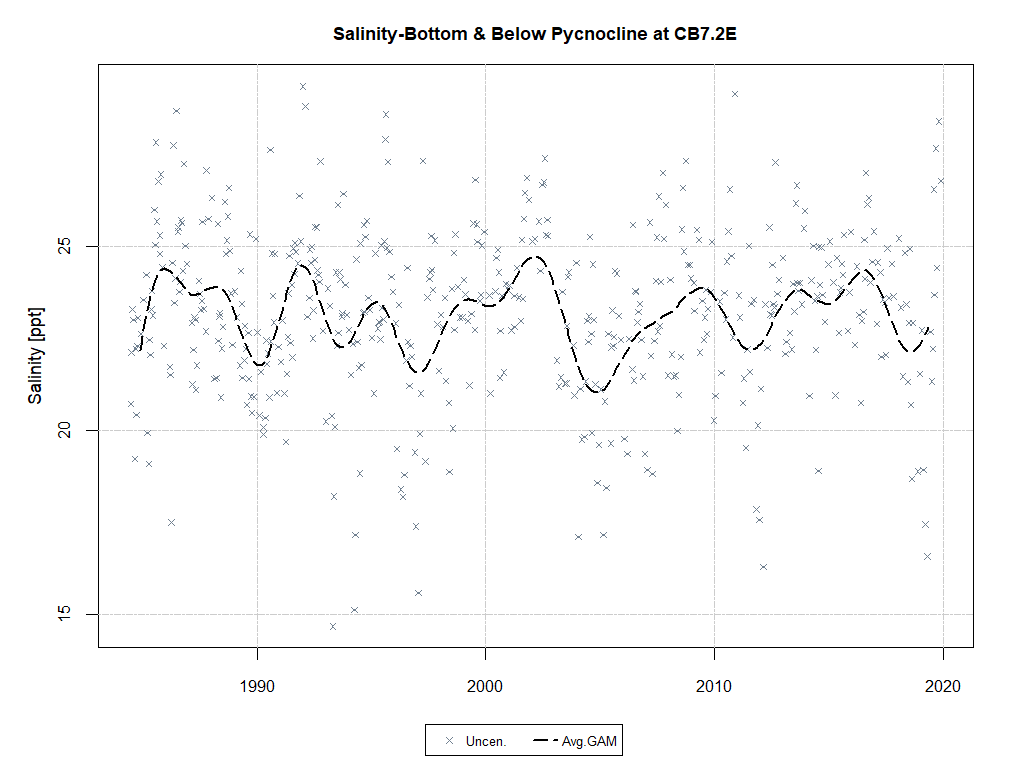 Salinity-Bottom & Below Pycnocline at CB7.2E
Salinity [ppt]
25
20
15
1990 2000 2010 2020
Uncen. Avg.GAM